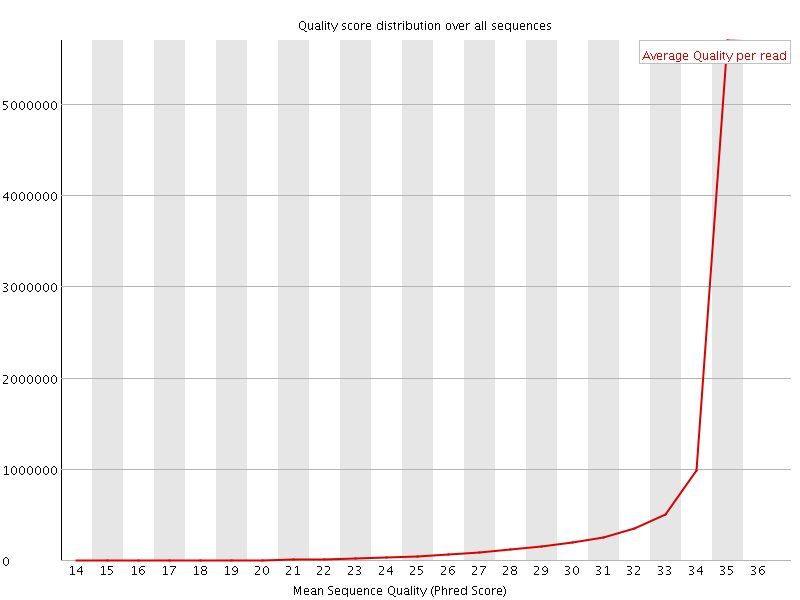 Quality score distribution over all sequences
Average Quality per read
5000000
4000000
3000000
2000000
1000000
0
14 15 16 17 18 19 20 21 22 23 24 25 26 27 28 29 30 31 32 33 34 35 36
Mean Sequence Quality (Phred Score)